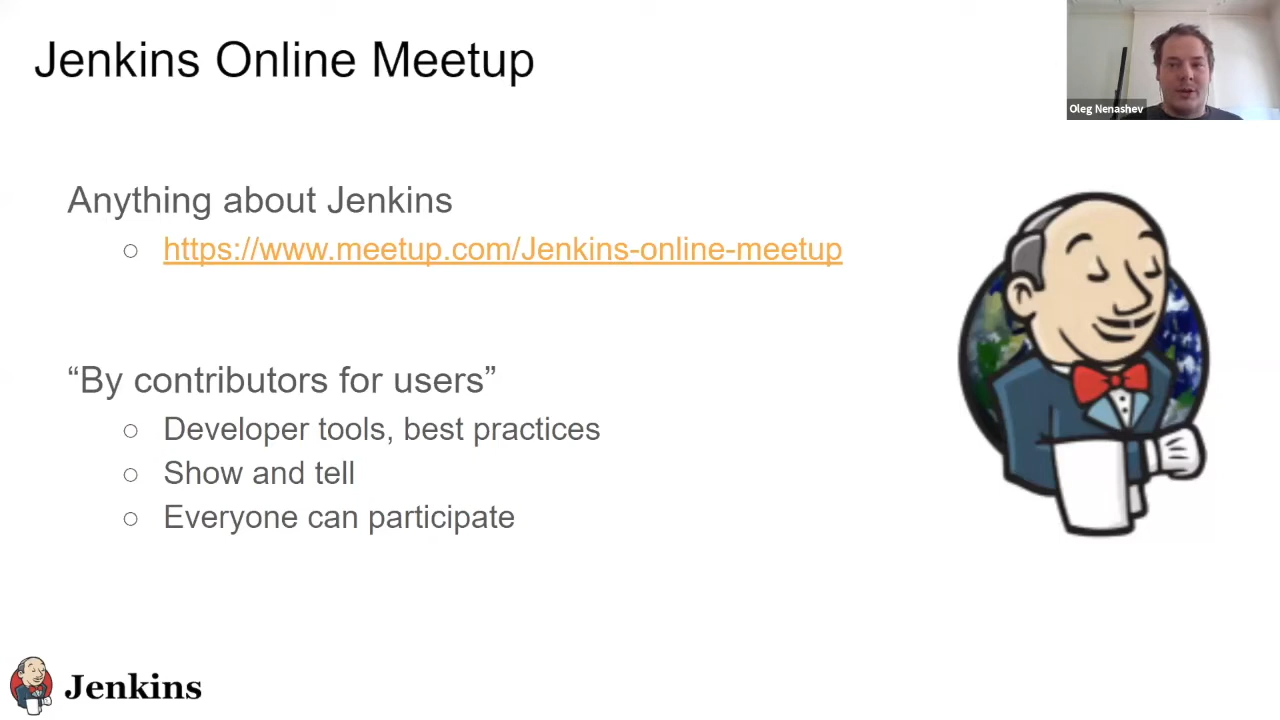 Jenkins Online Meetup
Oleg Nenashev
Anything about Jenkins
○ https://www.meetup.com/Jenkins-online-meetup
“By contributors for users”
○ Developer tools, best practices
○ Show and tell
○ Everyone can participate
Jenkins